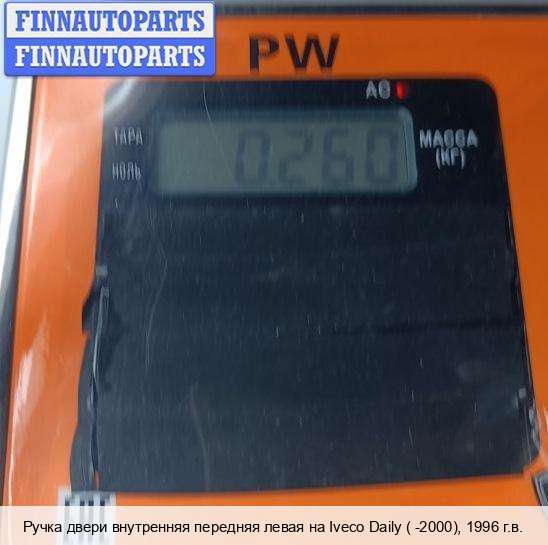 FINNAUTOPARTS
FINNAUTOPARTS
PW
АС
ТАРА
0.260
МАССА
(КГ)
НОЛЬ
Ручка двери внутренняя передняя левая на Iveco Daily ( -2000), 1996 г.в.